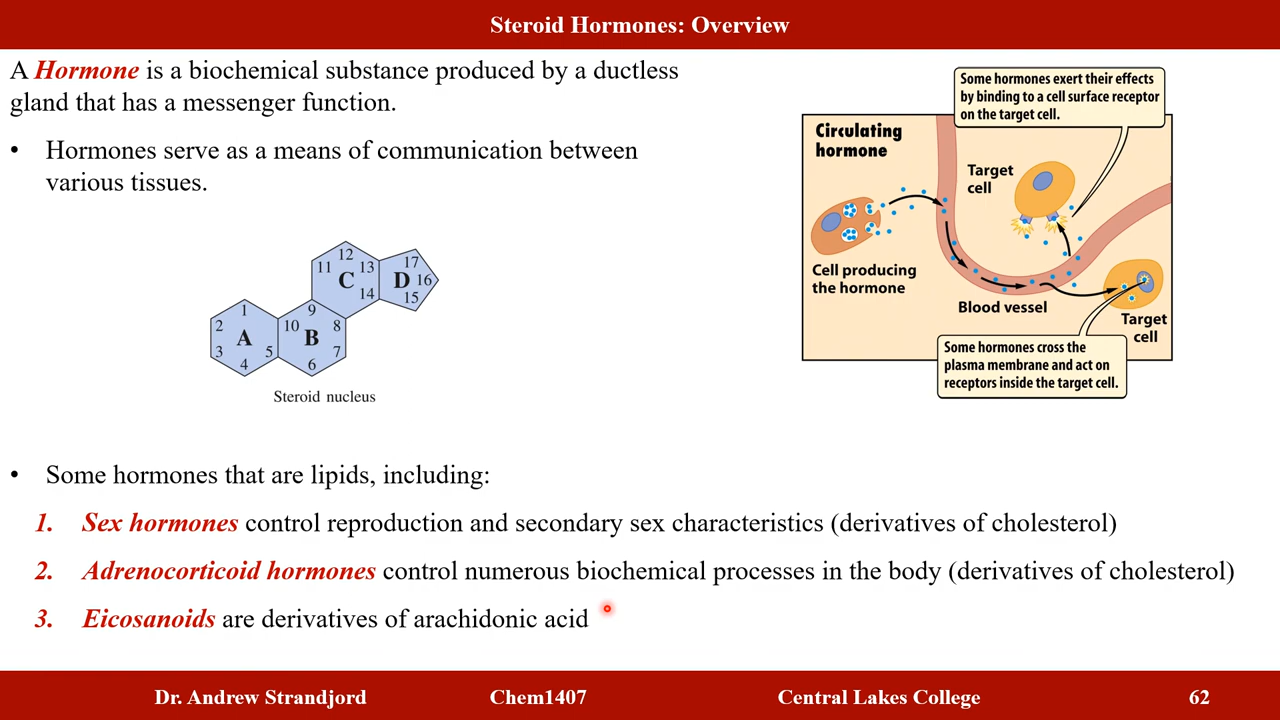 Steroid Hormones: Overview
A Hormone is a biochemical substance produced by a ductless
gland that has a messenger function.
• Hormones serve as a means of communication between
various tissues.
12
11 13 17
C D 16
14 15
1 9
2 10 8
A B
3 5 7
4 6
Steroid nucleus
Some hormones exert their effects
by binding to a cell surface receptor
on the target cell.
Circulating
hormone
Target
cell
Cell producing
the hormone
Blood vessel
Target
cell
Some hormones cross the
plasma membrane and act on
receptors inside the target cell.
• Some hormones that are lipids, including:
1. Sex hormones control reproduction and secondary sex characteristics (derivatives of cholesterol)
2. Adrenocorticoid hormones control numerous biochemical processes in the body (derivatives of cholesterol)
3. Eicosanoids are derivatives of arachidonic acid
Dr. Andrew Strandjord Chem1407 Central Lakes College 62